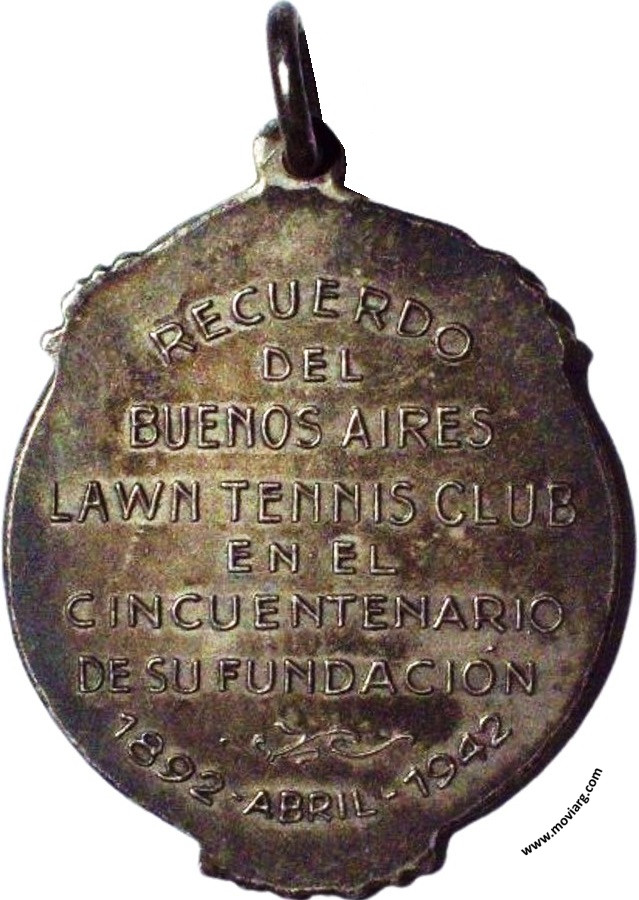 RECUERDO
DEL
BUENOS AIRES
LAWN TENNIS CLUB
EN EL
CINCUENTENARIO
DE SU FUNDACIÓN
1892-ABRIL-1942
www.moviarg.com